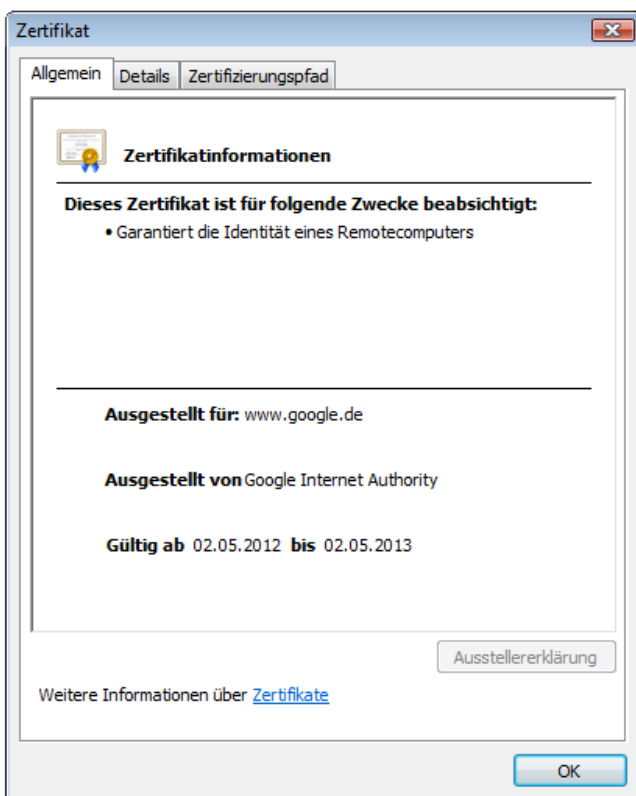 Zertifikat
Allgemein Details Zertifizierungspfad
Zertifikatinformationen
Dieses Zertifikat ist für folgende Zwecke beabsichtigt:
• Garantiert die Identität eines Remotecomputers
Ausgestellt für: www.google.de
Ausgestellt von Google Internet Authority
Gültig ab 02.05.2012 bis 02.05.2013
Ausstellererklärung
Weitere Informationen über Zertifikate
OK